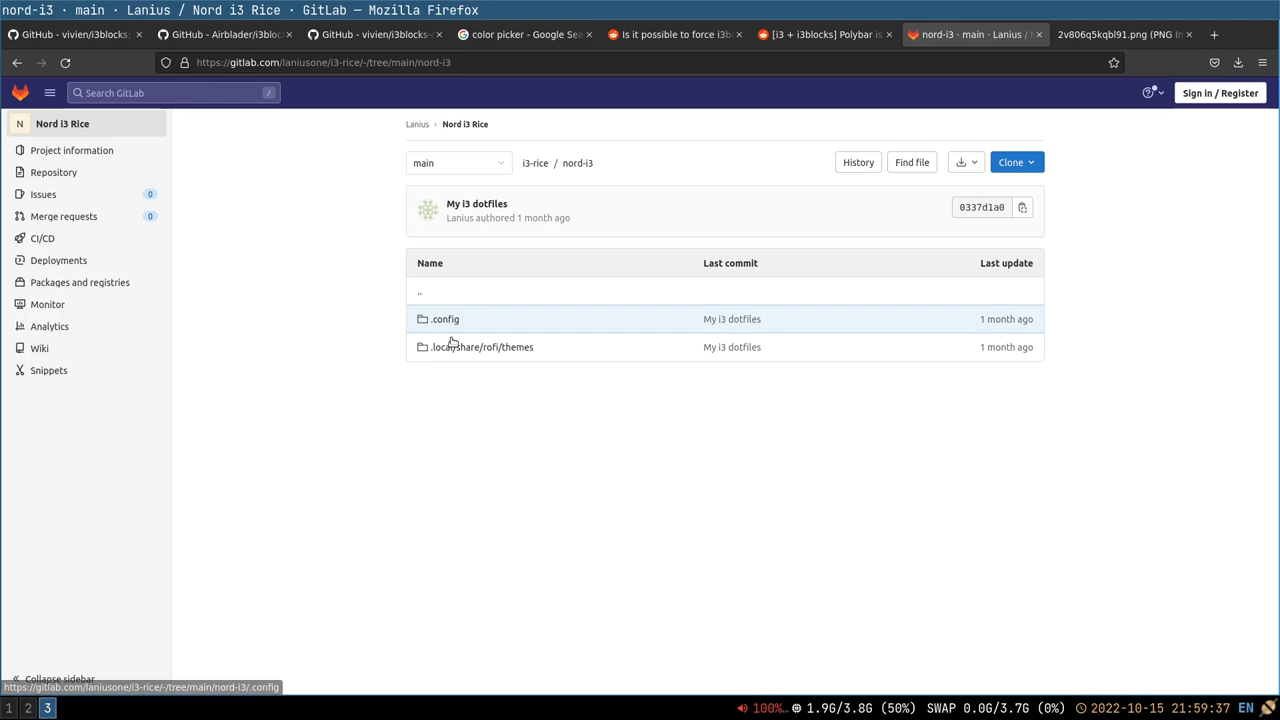 nord-i3 · main · Lanius / Nord i3 Rice · GitLab — Mozilla Firefox
GitHub - vivien/i3blocks:
GitHub - Airblader/i3bloc
GitHub - vivien/i3blocks-c
color picker - Google Sea
Is it possible to force i3ba
[i3 + i3blocks] Polybar is
nord-i3 · main · Lanius / N
2v806q5kqbl91.png (PNG In
https://gitlab.com/laniusone/i3-rice/-/tree/main/nord-i3
Search GitLab
/
Sign in / Register
N
Nord i3 Rice
Project information
Repository
Issues
0
Merge requests
0
CI/CD
Deployments
Packages and registries
Monitor
Analytics
Wiki
Snippets
Collapse sidebar
Lanius › Nord i3 Rice
main
i3-rice / nord-i3
History
Find file
Clone
My i3 dotfiles
Lanius authored 1 month ago
0337d1a0
Name
Last commit
Last update
..
.config
My i3 dotfiles
1 month ago
.local/share/rofi/themes
My i3 dotfiles
1 month ago
https://gitlab.com/laniusone/i3-rice/-/tree/main/nord-i3/.config
1 2 3
100%… 1.9G/3.8G (50%) SWAP 0.0G/3.7G (0%) 2022-10-15 21:59:37 EN